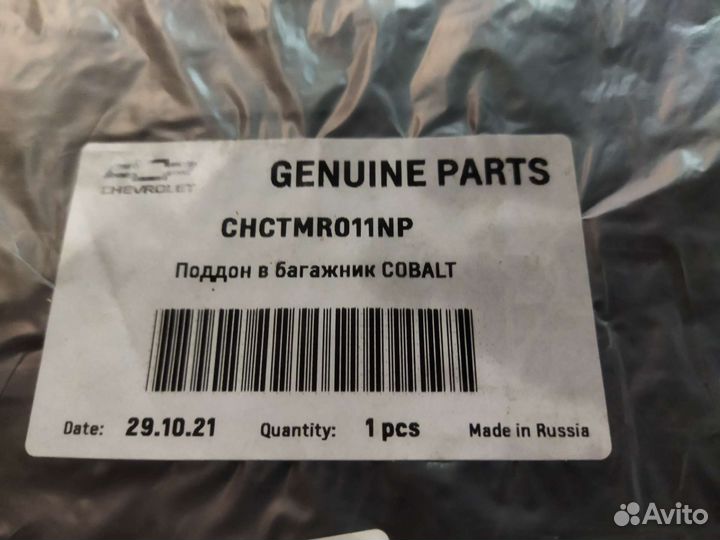 CHEVROLET
GENUINE PARTS
CHCTMR011NP
Поддон в багажник COBALT
Date: 29.10.21 Quantity: 1 pcs Made in Russia
Avito